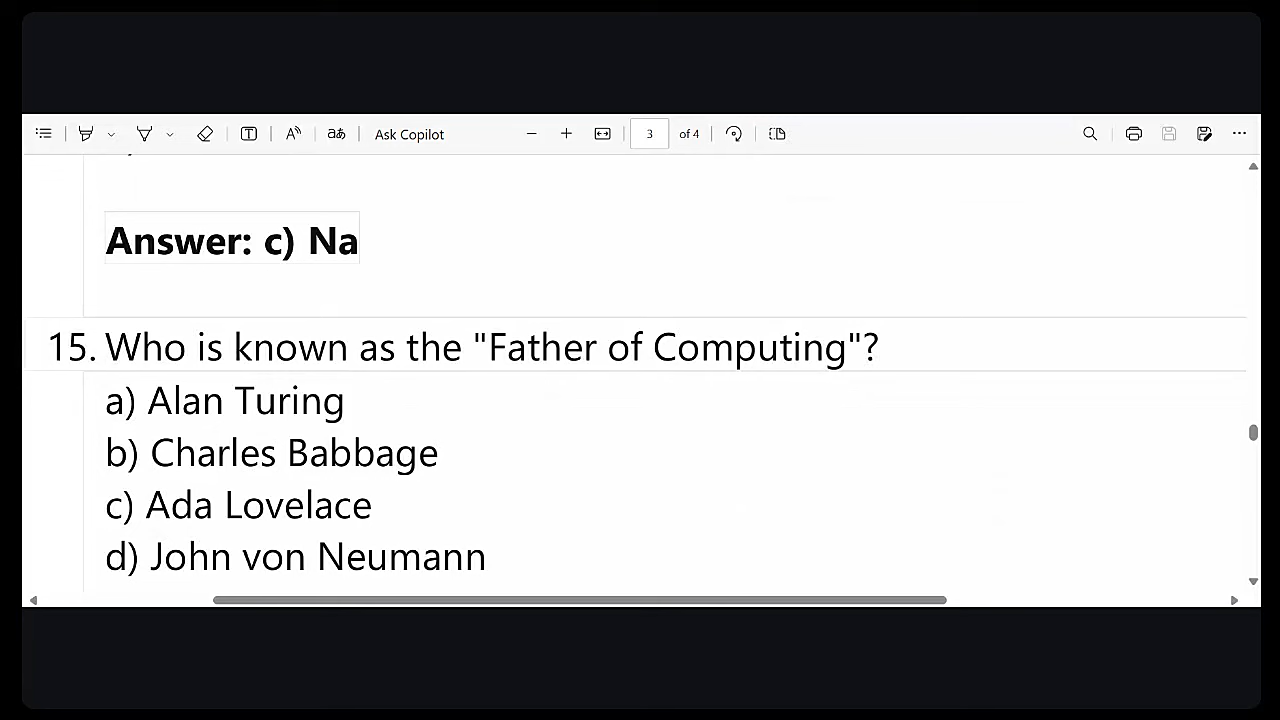 Ask Copilot
3 of 4
Answer: c) Na
15. Who is known as the "Father of Computing"?
a) Alan Turing
b) Charles Babbage
c) Ada Lovelace
d) John von Neumann